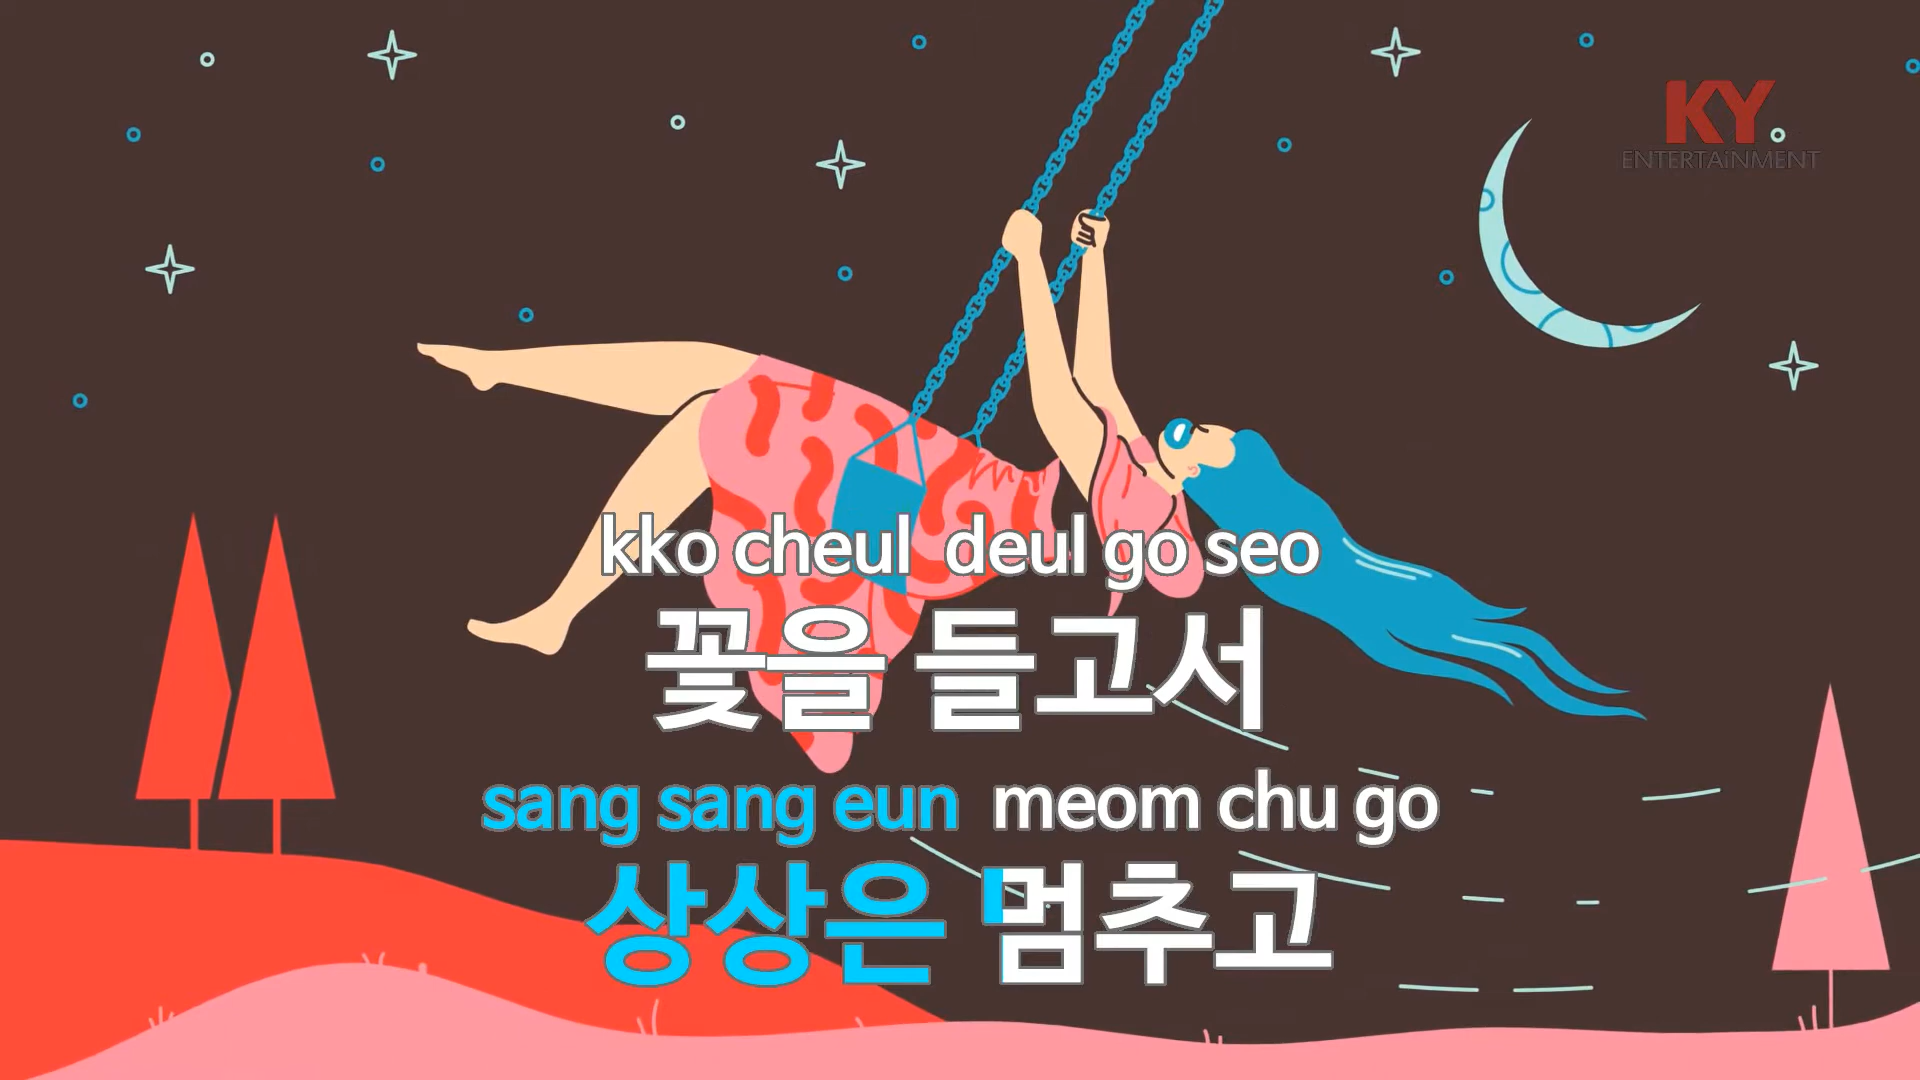 KY
ENTERTAiNMENT
kko cheul deul go seo
꽃을 들고서
sang sang eun meom chu go
상상은 멈추고